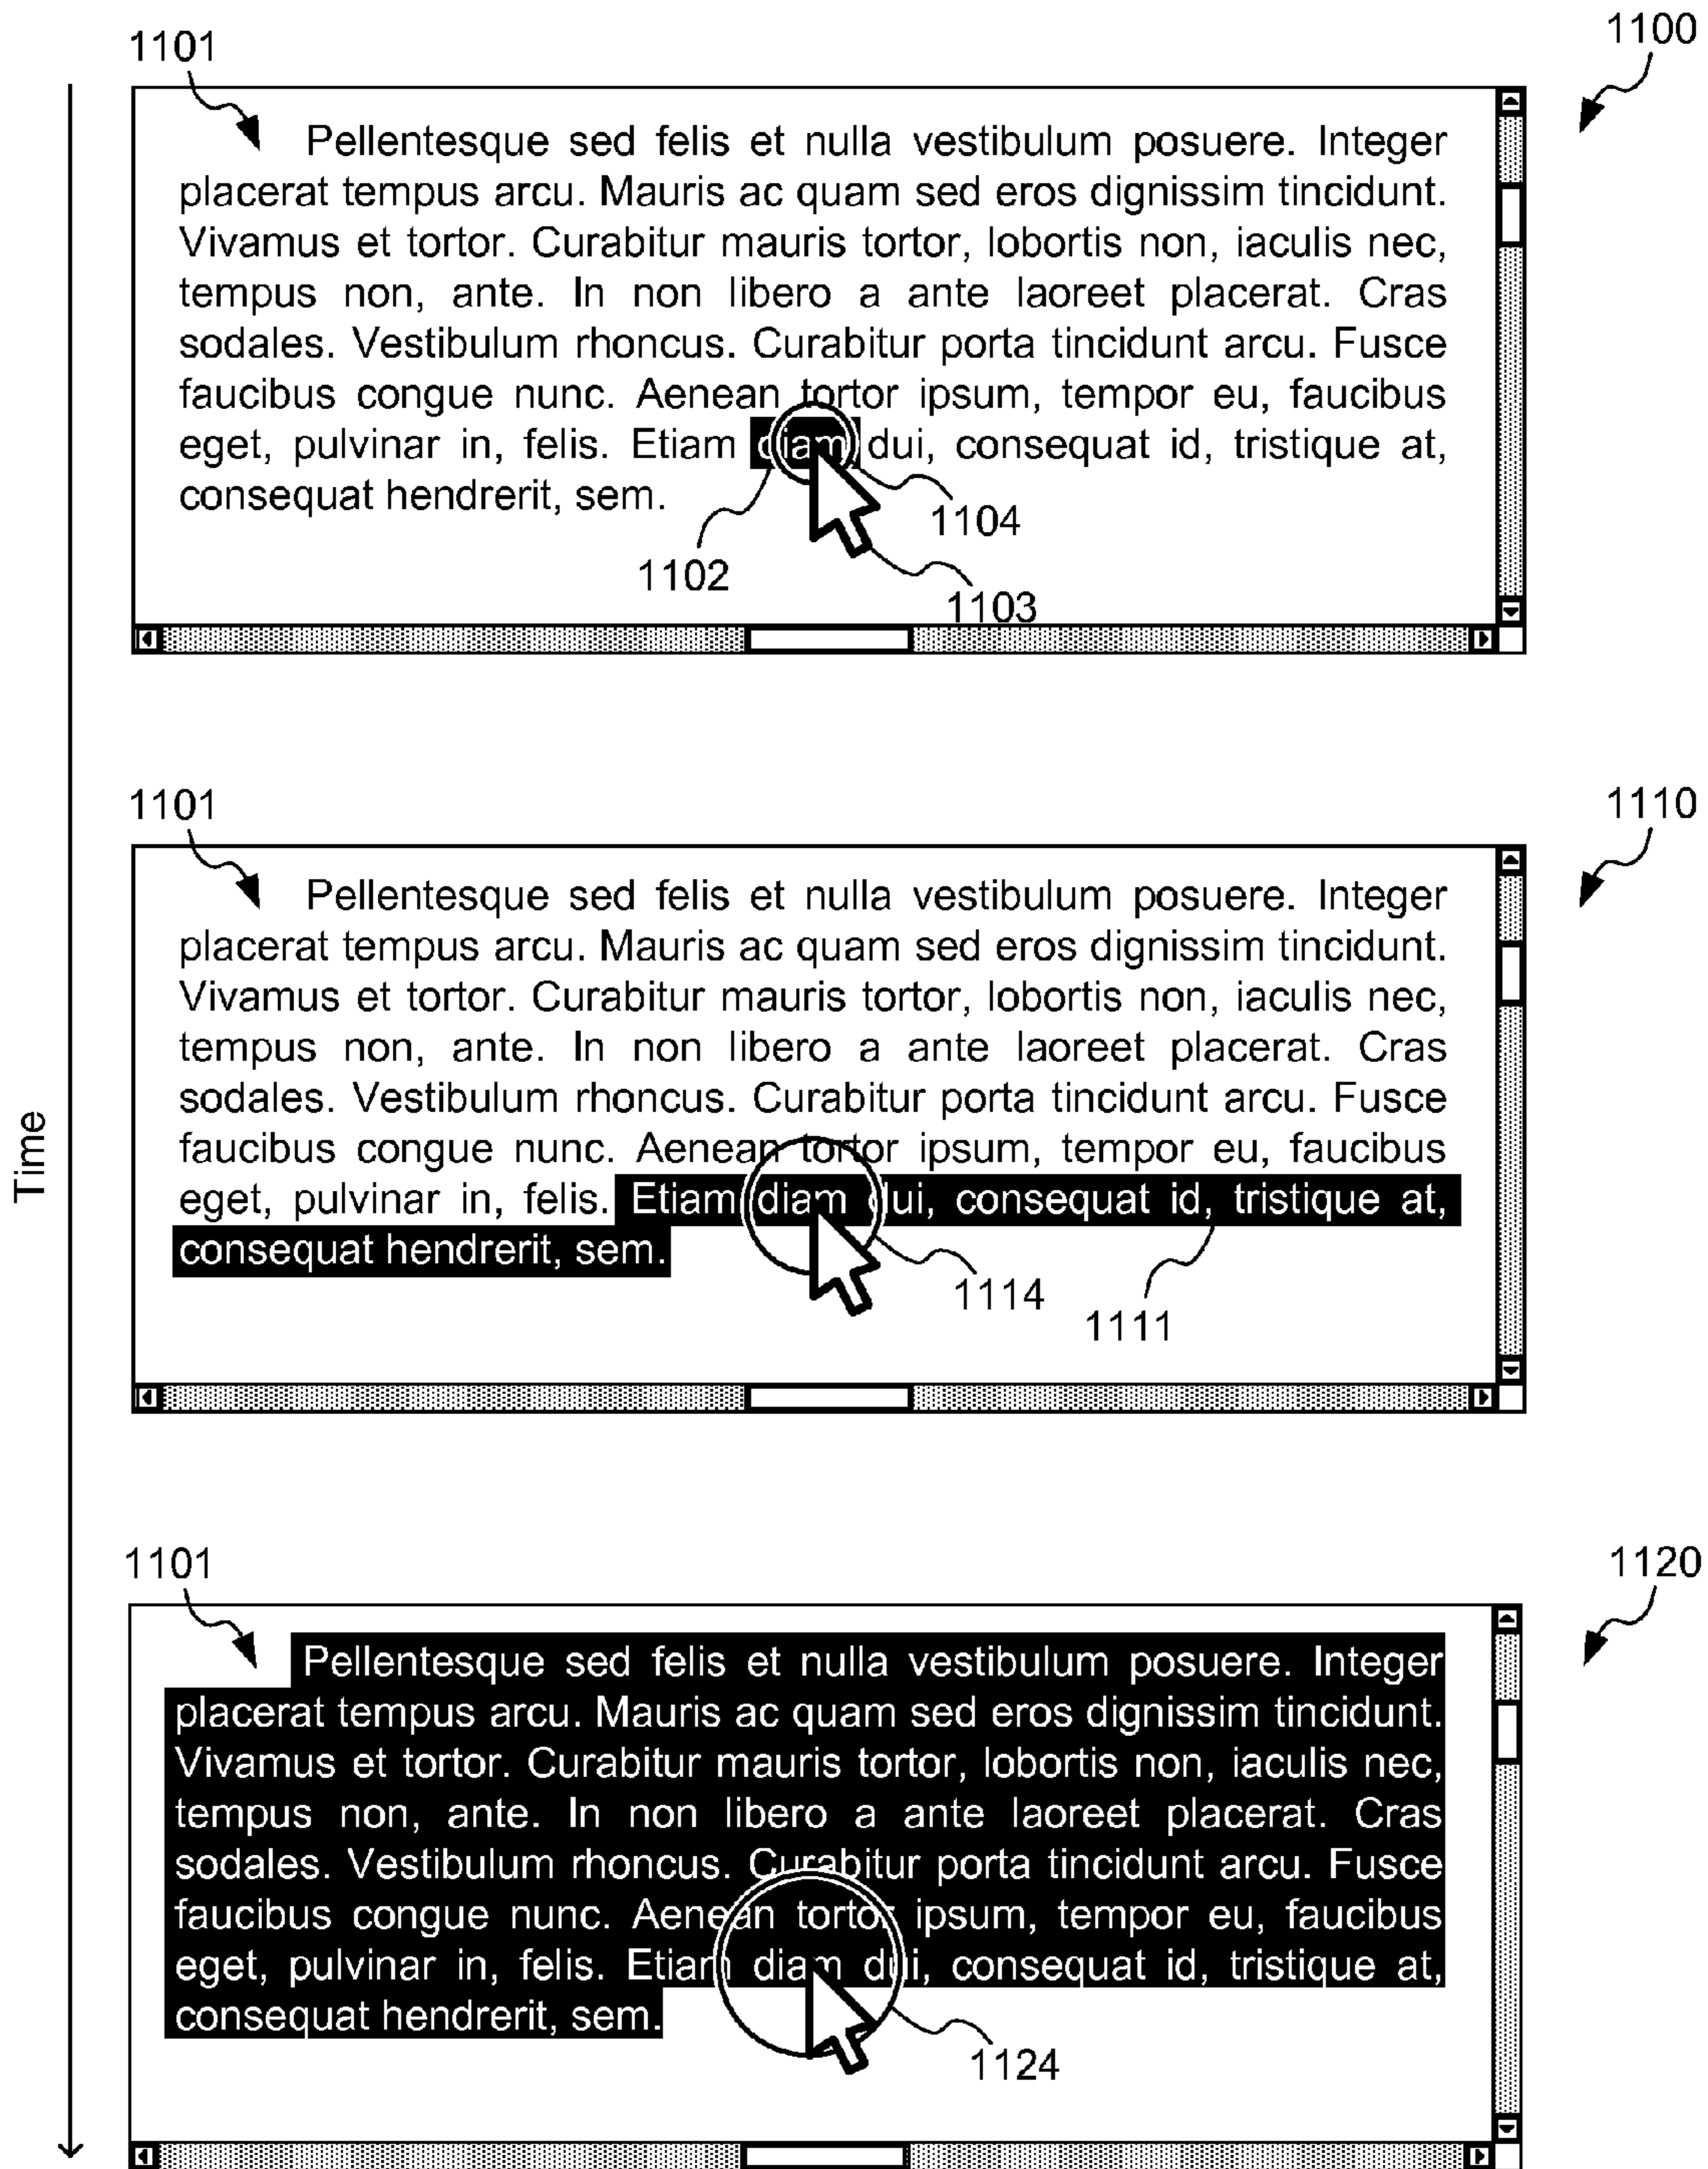 1101
1100
Pellentesque sed felis et nulla vestibulum posuere. Integer
placerat tempus arcu. Mauris ac quam sed eros dignissim tincidunt.
Vivamus et tortor. Curabitur mauris tortor, lobortis non, iaculis nec,
tempus non, ante. In non libero a ante laoreet placerat. Cras
sodales. Vestibulum rhoncus. Curabitur porta tincidunt arcu. Fusce
faucibus congue nunc. Aenean tortor ipsum, tempor eu, faucibus
eget, pulvinar in, felis. Etiam diam dui, consequat id, tristique at,
consequat hendrerit, sem.
1104
1102
1103
1101
1110
Pellentesque sed felis et nulla vestibulum posuere. Integer
placerat tempus arcu. Mauris ac quam sed eros dignissim tincidunt.
Vivamus et tortor. Curabitur mauris tortor, lobortis non, iaculis nec,
tempus non, ante. In non libero a ante laoreet placerat. Cras
sodales. Vestibulum rhoncus. Curabitur porta tincidunt arcu. Fusce
faucibus congue nunc. Aenean tortor ipsum, tempor eu, faucibus
eget, pulvinar in, felis. Etiam diam dui, consequat id, tristique at,
consequat hendrerit, sem.
1114
1111
Time
1101
1120
Pellentesque sed felis et nulla vestibulum posuere. Integer
placerat tempus arcu. Mauris ac quam sed eros dignissim tincidunt.
Vivamus et tortor. Curabitur mauris tortor, lobortis non, iaculis nec,
tempus non, ante. In non libero a ante laoreet placerat. Cras
sodales. Vestibulum rhoncus. Curabitur porta tincidunt arcu. Fusce
faucibus congue nunc. Aenean tortor ipsum, tempor eu, faucibus
eget, pulvinar in, felis. Etiam diam dui, consequat id, tristique at,
consequat hendrerit, sem.
1124